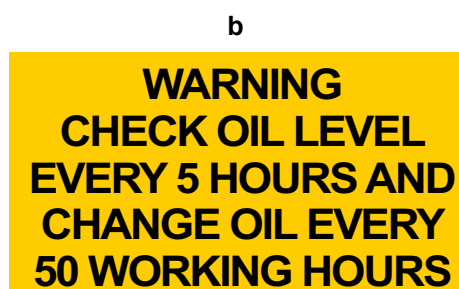 b
WARNING
CHECK OIL LEVEL
EVERY 5 HOURS AND
CHANGE OIL EVERY
50 WORKING HOURS